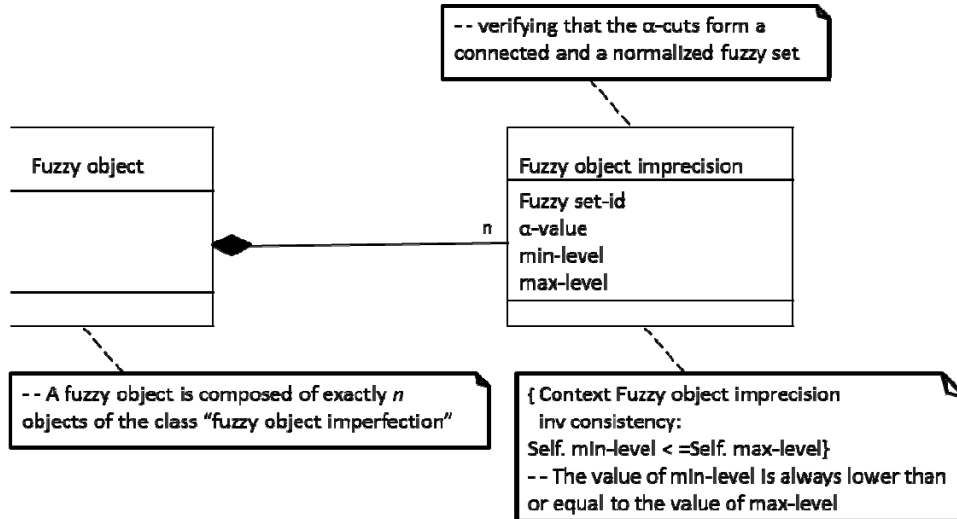 - - verifying that the α-cuts form a
connected and a normalized fuzzy set
Fuzzy object
Fuzzy object imprecision
Fuzzy set-id
α-value
min-level
max-level
n
- - A fuzzy object is composed of exactly n
objects of the class “fuzzy object imperfection”
{ Context Fuzzy object imprecision
inv consistency:
Self. min-level < =Self. max-level}
- - The value of min-level is always lower than
or equal to the value of max-level